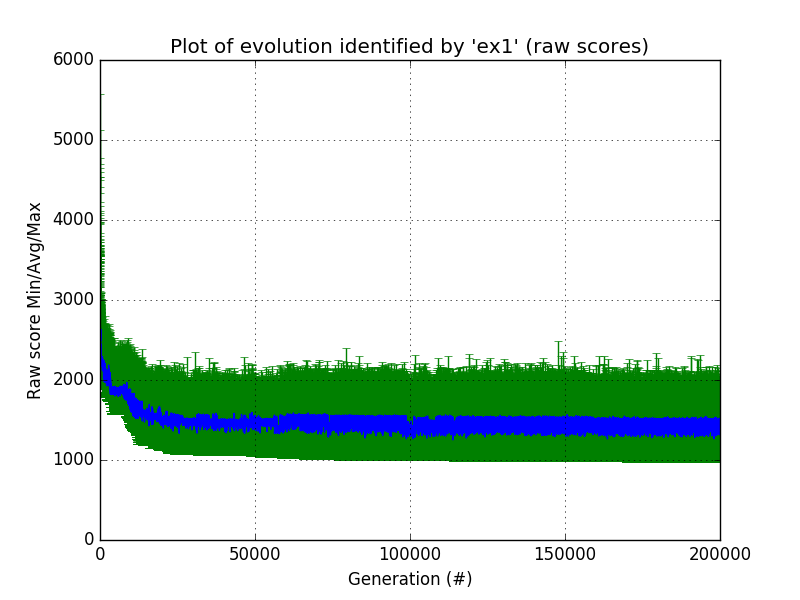 Plot of evolution identified by 'ex1' (raw scores)
6000
5000
4000
3000
2000
1000
0
Raw score Min/Avg/Max
0 50000 100000 150000 200000
Generation (#)